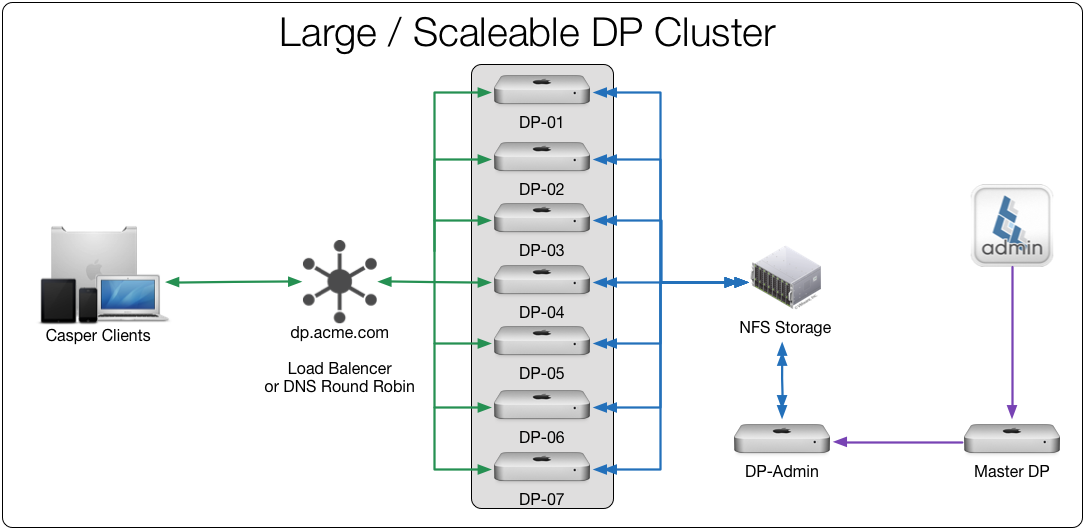 Large / Scaleable DP Cluster
DP-01
DP-02
DP-03
DP-04
DP-05
DP-06
DP-07
Casper Clients
dp.acme.com
Load Balencer
or DNS Round Robin
NFS Storage
admin
DP-Admin
Master DP